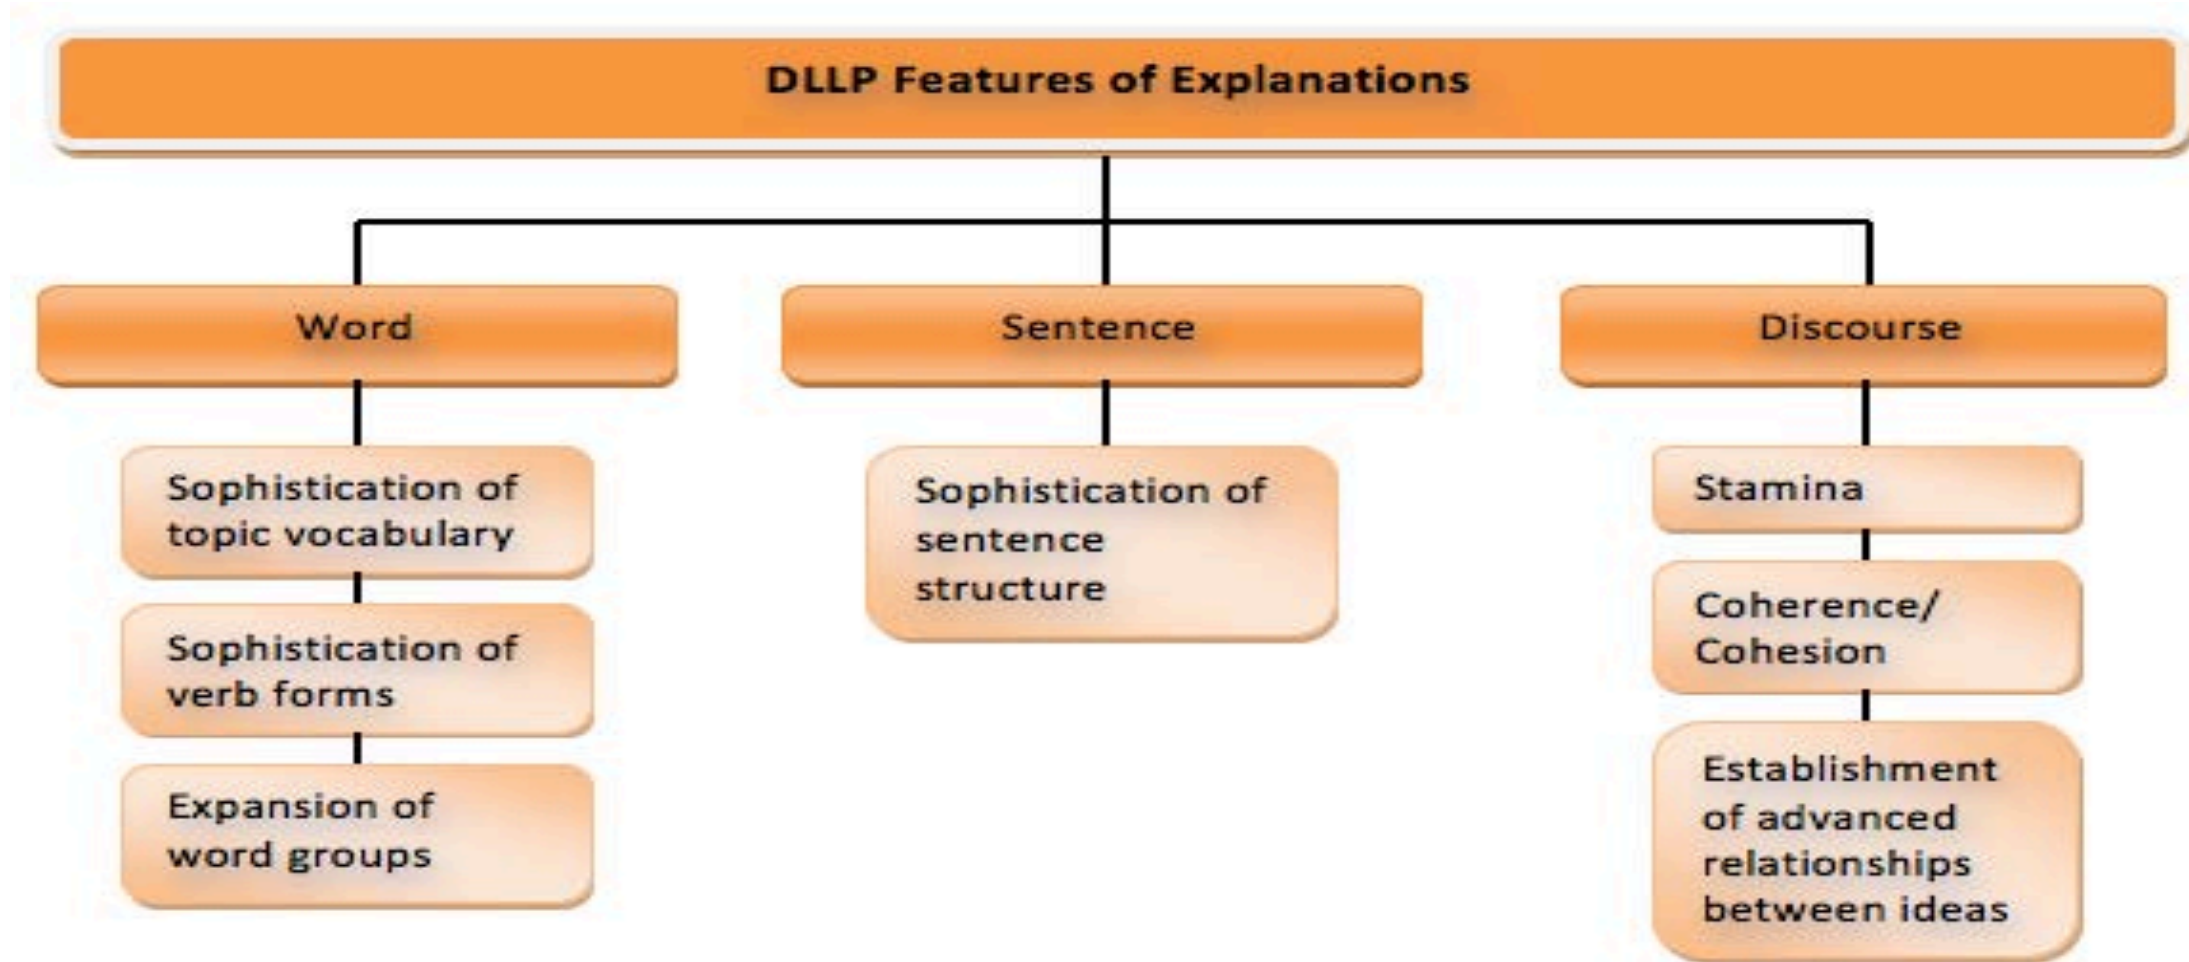 DLLP Features of Explanations
Word
Sophistication of
topic vocabulary
Sophistication of
verb forms
Expansion of
word groups
Sentence
Sophistication of
sentence
structure
Discourse
Stamina
Coherence/
Cohesion
Establishment
of advanced
relationships
between ideas